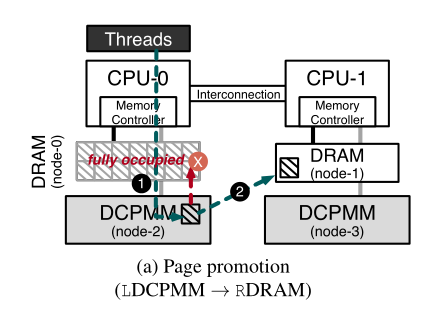 Threads
CPU-0
CPU-1
Interconnection
Memory
Controller
Memory
Controller
DRAM
(node-0)
fully occupied
X
DRAM
(node-1)
1
2
DCPMM
(node-2)
DCPMM
(node-3)
(a) Page promotion
(LDCPMM → RDRAM)